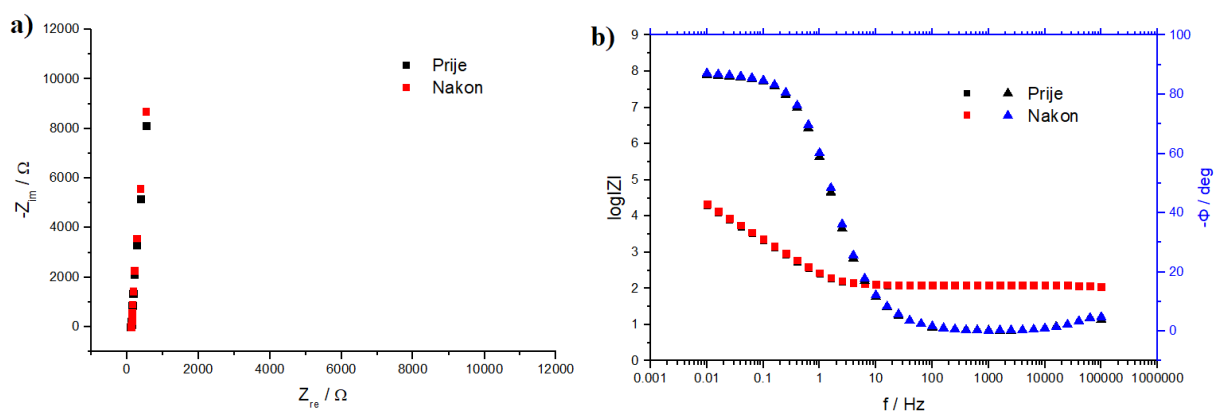 a)
12000
10000
8000
6000
4000
2000
0
-Z_im / Ω
0 2000 4000 6000 8000 10000 12000
Z_re / Ω
Prije
Nakon
b)
9
8
7
6
5
4
3
2
1
0
log|Z|
100
80
60
40
20
0
-Φ / deg
0.001 0.01 0.1 1 10 100 1000 10000 100000 1000000
f / Hz
Prije
Nakon